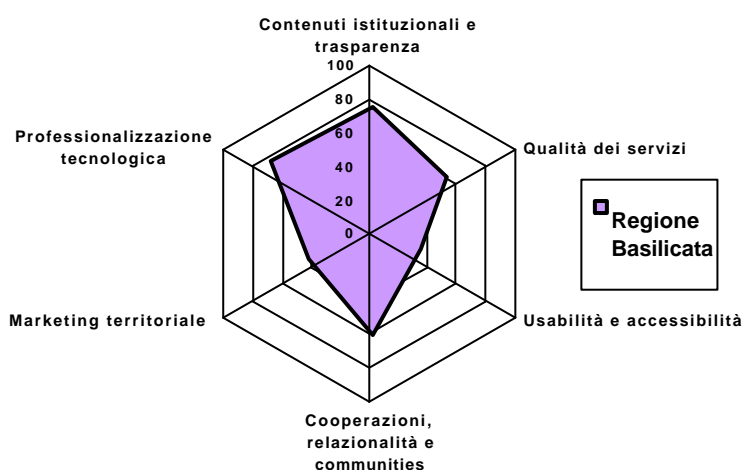 Contenuti istituzionali e
trasparenza
100
80
60
40
20
0
Professionalizzazione
tecnologica
Qualità dei servizi
Regione
Basilicata
Marketing territoriale
Usabilità e accessibilità
Cooperazioni,
relazionalità e
communities